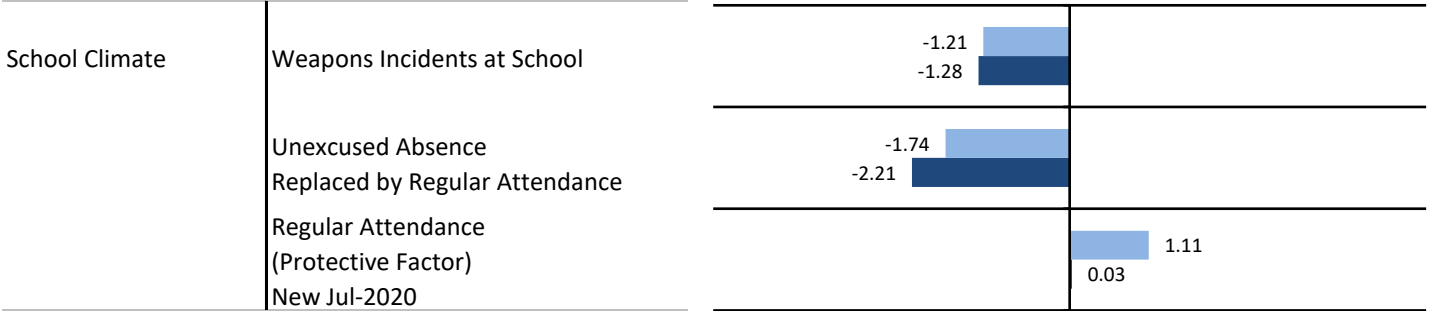 School Climate
Weapons Incidents at School
-1.21
-1.28
Unexcused Absence
Replaced by Regular Attendance
-1.74
-2.21
Regular Attendance
(Protective Factor)
New Jul-2020
1.11
0.03